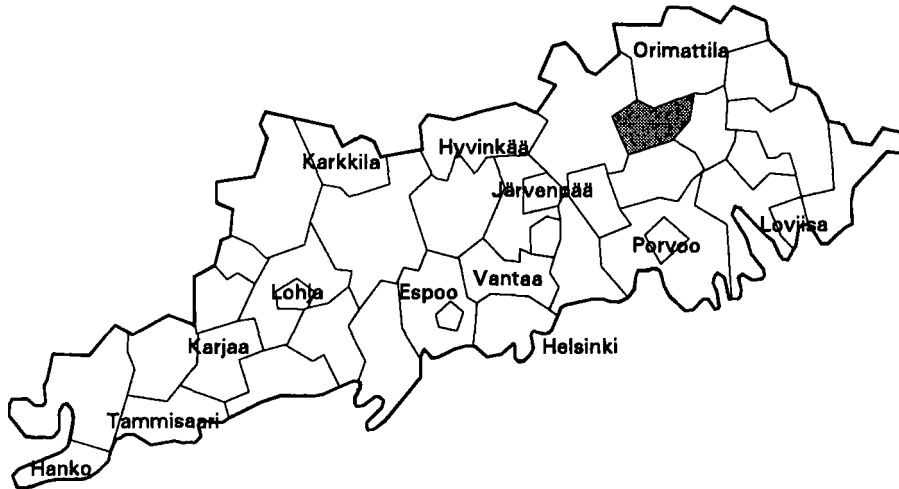 Orimattila
Karkkila
Hyvinkää
Järvenpää
Loviisa
Porvoo
Vantaa
Lohja
Espoo
Karjaa
Helsinki
Tammisaari
Hanko